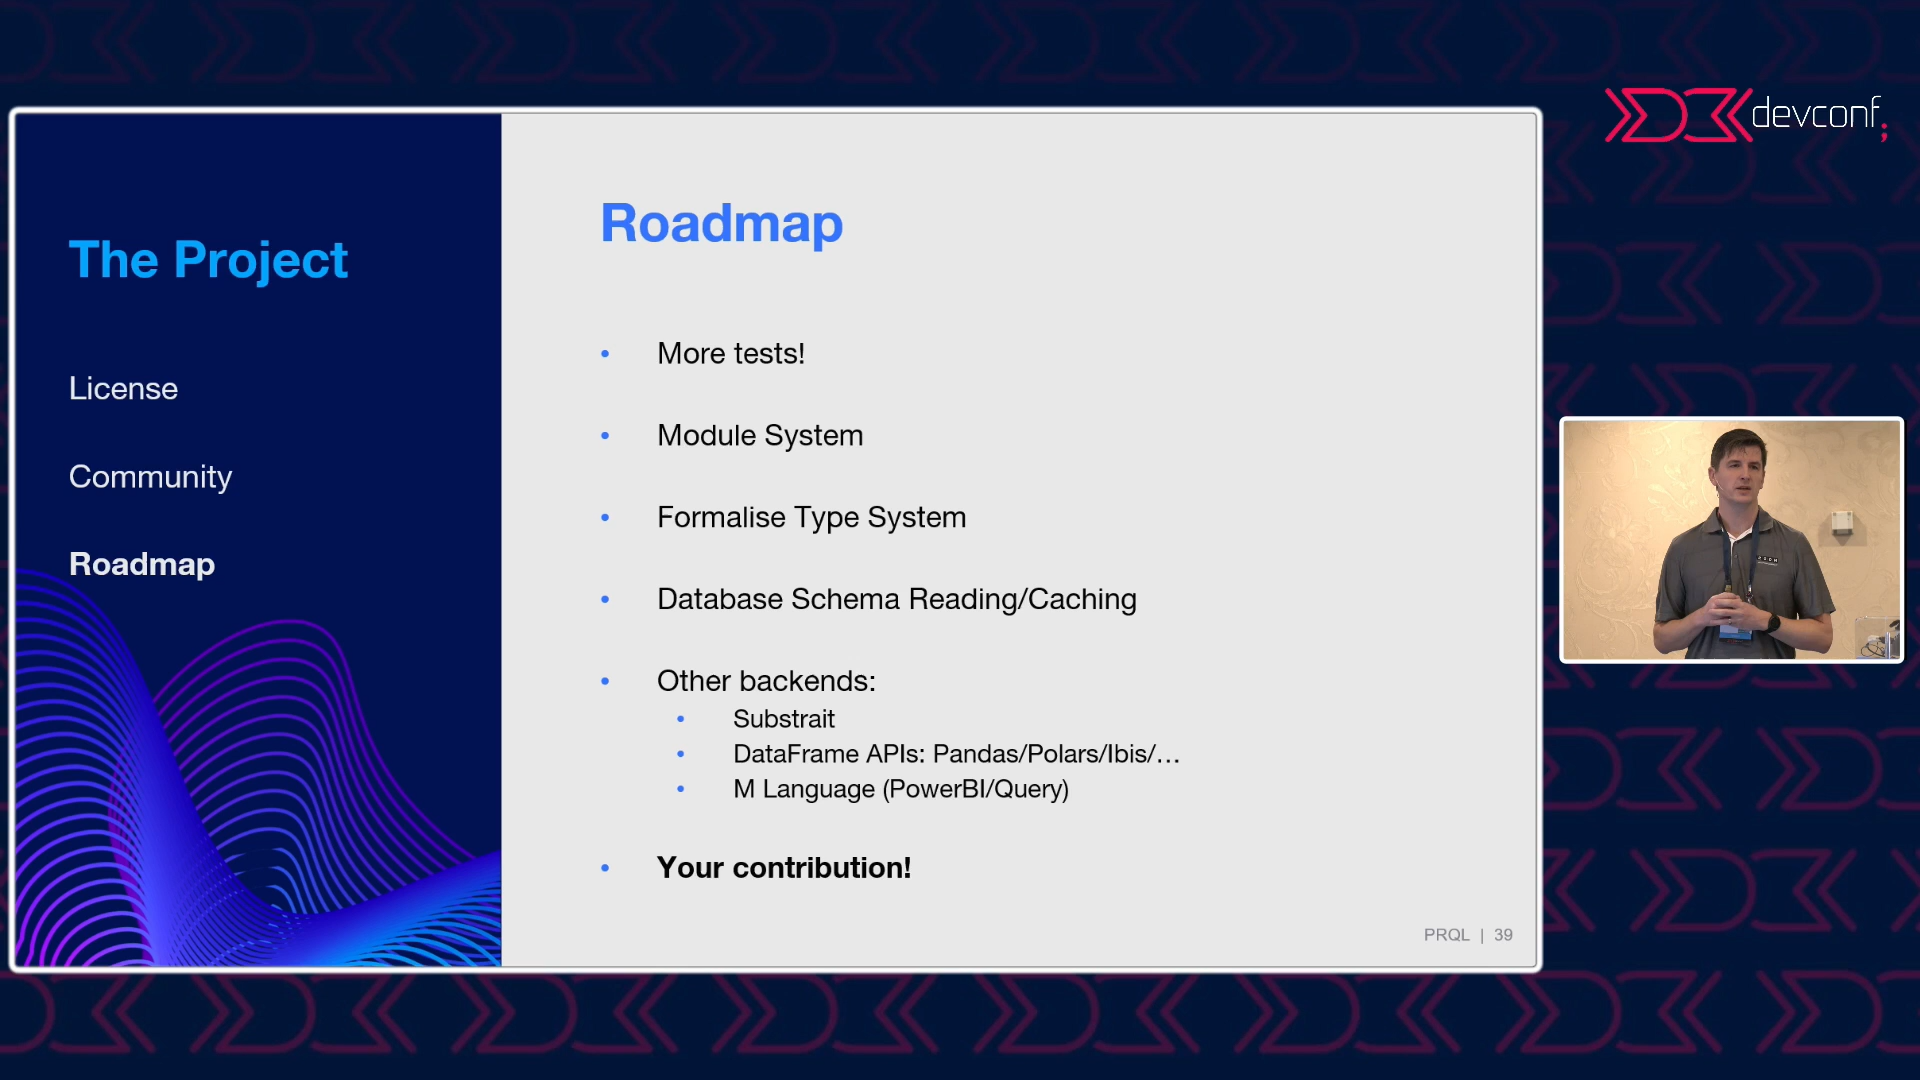 devconf;
The Project
License
Community
Roadmap
Roadmap
• More tests!
• Module System
• Formalise Type System
• Database Schema Reading/Caching
• Other backends:
• Substrait
• DataFrame APIs: Pandas/Polars/Ibis/…
• M Language (PowerBI/Query)
• Your contribution!
PRQL | 39